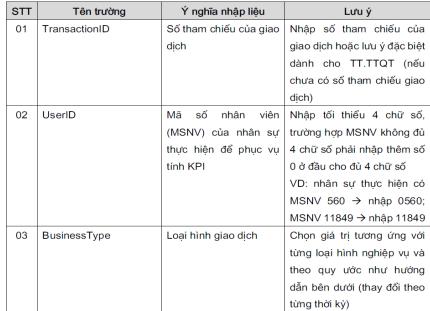 STT Tên trường Ý nghĩa nhập liệu Lưu ý
01 TransactionID Số tham chiếu của giao dịch
Nhập số tham chiếu của
giao dịch hoặc lưu ý đặc biệt
dành cho TT.TTQT (nếu
chưa có số tham chiếu giao
dịch)
02 UserID
Mã số nhân viên
(MSNV) của nhân sự
thực hiện để phục vụ
tính KPI
Nhập tối thiểu 4 chữ số,
trường hợp MSNV không đủ
4 chữ số phải nhập thêm số
0 ở đầu cho đủ 4 chữ số
VD: nhân sự thực hiện có
MSNV 560 → nhập 0560;
MSNV 11849 → nhập 11849
03 BusinessType Loại hình giao dịch
Chọn giá trị tương ứng với
từng loại hình nghiệp vụ và
theo quy ước như hướng
dẫn bên dưới (thay đổi theo
từng thời kỳ)